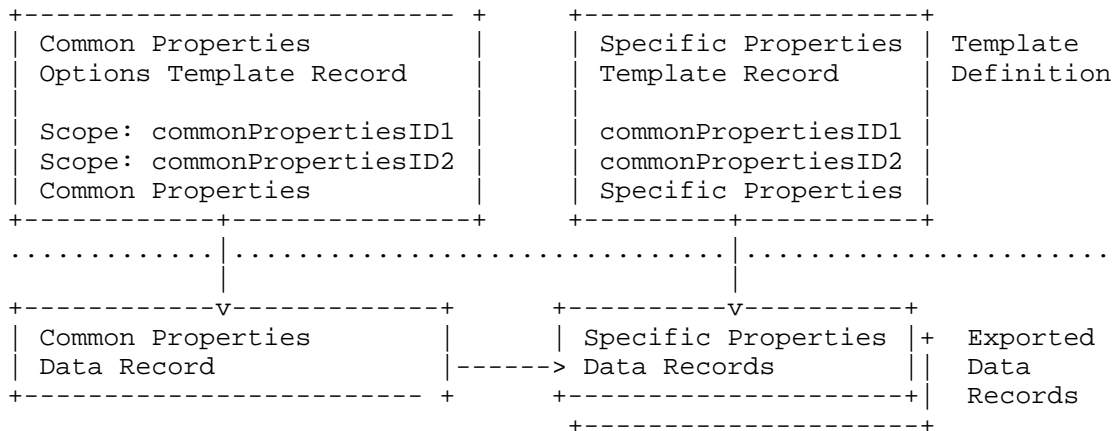 Common Properties Specific Properties Template
Options Template Record Template Record Definition
Scope: commonPropertiesID1 commonPropertiesID1
Scope: commonPropertiesID2 commonPropertiesID2
Common Properties Specific Properties
Common Properties Specific Properties Exported
Data Record Data Records Data
Records